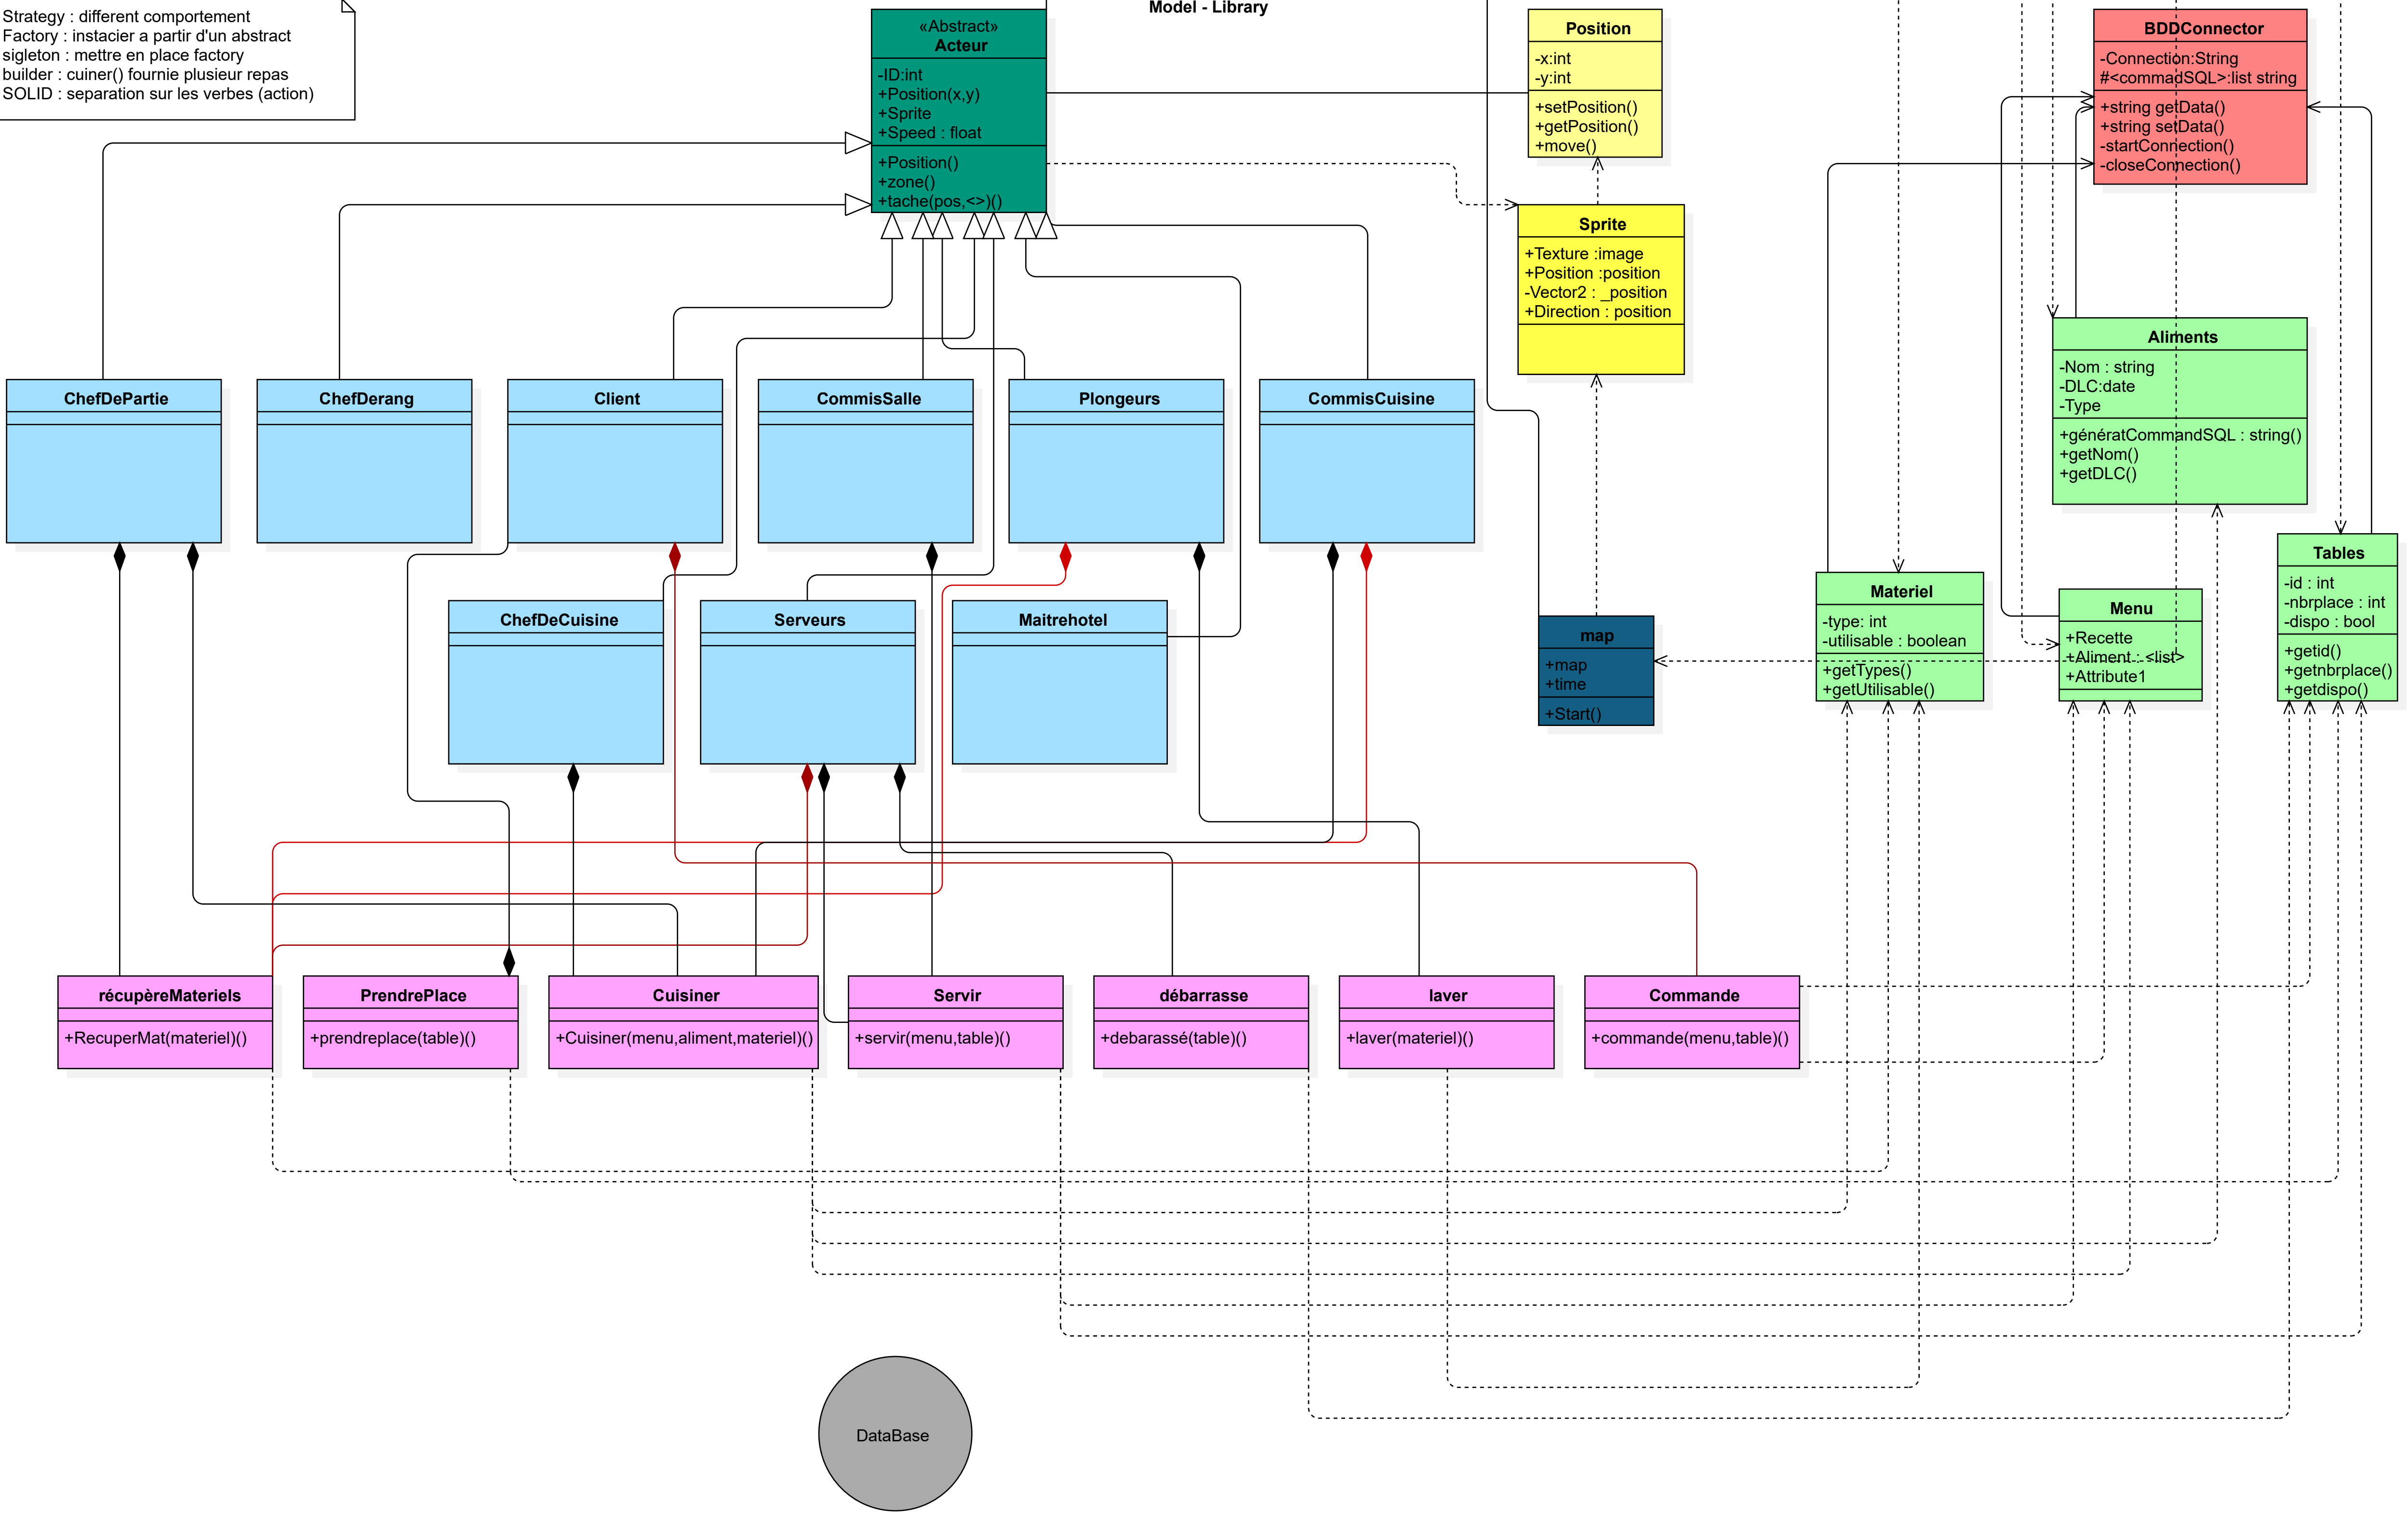 Strategy : different comportement
Factory : instacier a partir d'un abstract
sigleton : mettre en place factory
builder : cuiner() fournie plusieur repas
SOLID : separation sur les verbes (action)
Model - Library
«Abstract»
Acteur
-ID:int
+Position(x,y)
+Sprite
+Speed : float
+Position()
+zone()
+tache(pos,<>)()
Position
-x:int
-y:int
+setPosition()
+getPosition()
+move()
BDDConnector
-Connection:String
#<commadSQL>:list string
+string getData()
+string setData()
-startConnection()
-closeConnection()
Sprite
+Texture :image
+Position :position
-Vector2 : _position
+Direction : position
Aliments
-Nom : string
-DLC:date
-Type
+génératCommandSQL : string()
+getNom()
+getDLC()
ChefDePartie
ChefDerang
Client
CommisSalle
Plongeurs
CommisCuisine
ChefDeCuisine
Serveurs
Maitrehotel
map
+map
+time
+Start()
Materiel
-type: int
-utilisable : boolean
+getTypes()
+getUtilisable()
Menu
+Recette
+Aliment : <list>
+Attribute1
Tables
-id : int
-nbrplace : int
-dispo : bool
+getid()
+getnbrplace()
+getdispo()
récupèreMateriels
+RecuperMat(materiel)()
PrendrePlace
+prendreplace(table)()
Cuisiner
+Cuisiner(menu,aliment,materiel)()
Servir
+servir(menu,table)()
débarrasse
+debarassé(table)()
laver
+laver(materiel)()
Commande
+commande(menu,table)()
DataBase